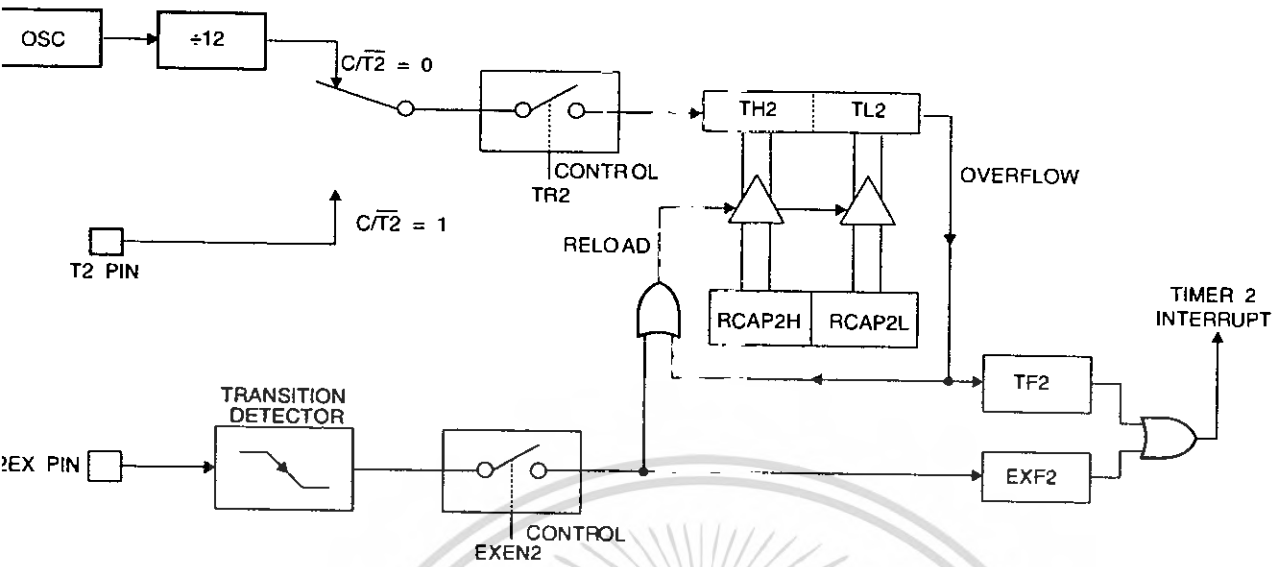 OSC
÷12
C/T2̅ = 0
TH2
TL2
CONTROL
TR2
OVERFLOW
C/T2̅ = 1
T2 PIN
RELOAD
RCAP2H
RCAP2L
TIMER 2
INTERRUPT
TRANSITION
DETECTOR
TF2
2EX PIN
EXF2
CONTROL
EXEN2